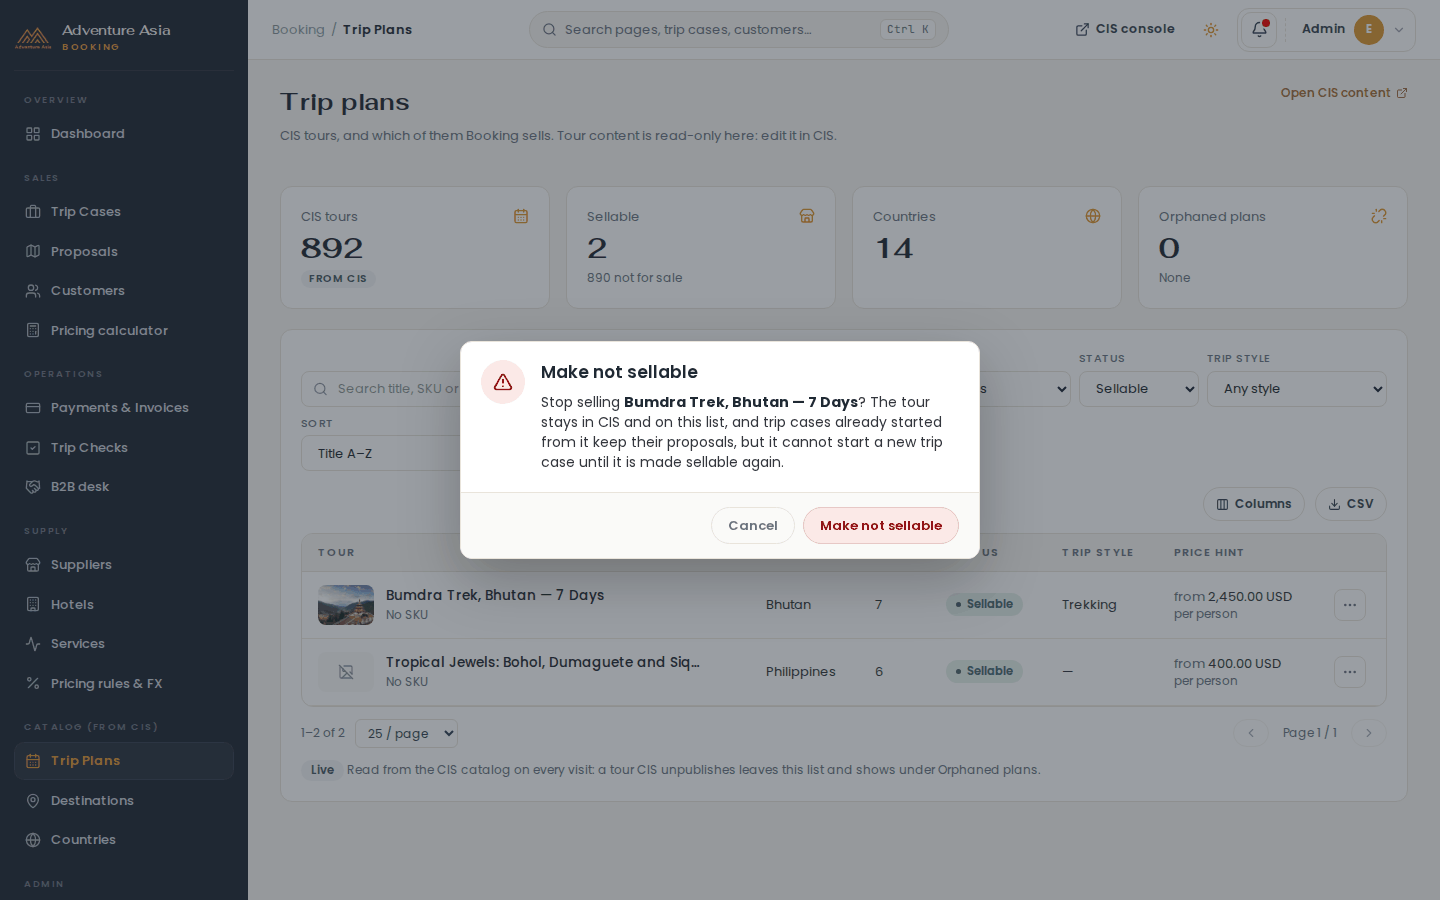 Adventure Asia
BOOKING
Adventure Asia
OVERVIEW
Dashboard
SALES
Trip Cases
Proposals
Customers
Pricing calculator
OPERATIONS
Payments & Invoices
Trip Checks
B2B desk
SUPPLY
Suppliers
Hotels
Services
Pricing rules & FX
CATALOG (FROM CIS)
Trip Plans
Destinations
Countries
ADMIN
Booking / Trip Plans
Search pages, trip cases, customers...
Ctrl K
CIS console
Admin
E
Trip plans
Open CIS content
CIS tours, and which of them Booking sells. Tour content is read-only here: edit it in CIS.
CIS tours
892
FROM CIS
Sellable
2
890 not for sale
Countries
14
Orphaned plans
0
None
STATUS
TRIP STYLE
Search title, SKU or
s
Sellable
Any style
SORT
Title A–Z
Make not sellable
Stop selling Bumdra Trek, Bhutan — 7 Days? The tour
stays in CIS and on this list, and trip cases already started
from it keep their proposals, but it cannot start a new trip
case until it is made sellable again.
Cancel
Make not sellable
Columns
CSV
TOUR
US
TRIP STYLE
PRICE HINT
Bumdra Trek, Bhutan — 7 Days
No SKU
Bhutan
7
Sellable
Trekking
from 2,450.00 USD
per person
Tropical Jewels: Bohol, Dumaguete and Siq...
No SKU
Philippines
6
Sellable
—
from 400.00 USD
per person
1–2 of 2
25 / page
Page 1 / 1
Live Read from the CIS catalog on every visit: a tour CIS unpublishes leaves this list and shows under Orphaned plans.